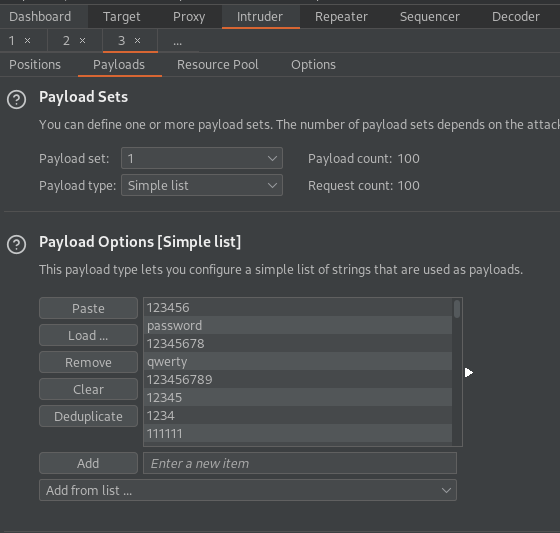 Dashboard Target Proxy Intruder Repeater Sequencer Decoder
1 × 2 × 3 × ...
Positions Payloads Resource Pool Options
? Payload Sets
You can define one or more payload sets. The number of payload sets depends on the attack
Payload set: 1 Payload count: 100
Payload type: Simple list Request count: 100
? Payload Options [Simple list]
This payload type lets you configure a simple list of strings that are used as payloads.
Paste
Load ...
Remove
Clear
Deduplicate
123456
password
12345678
qwerty
123456789
12345
1234
111111
Add Enter a new item
Add from list ...